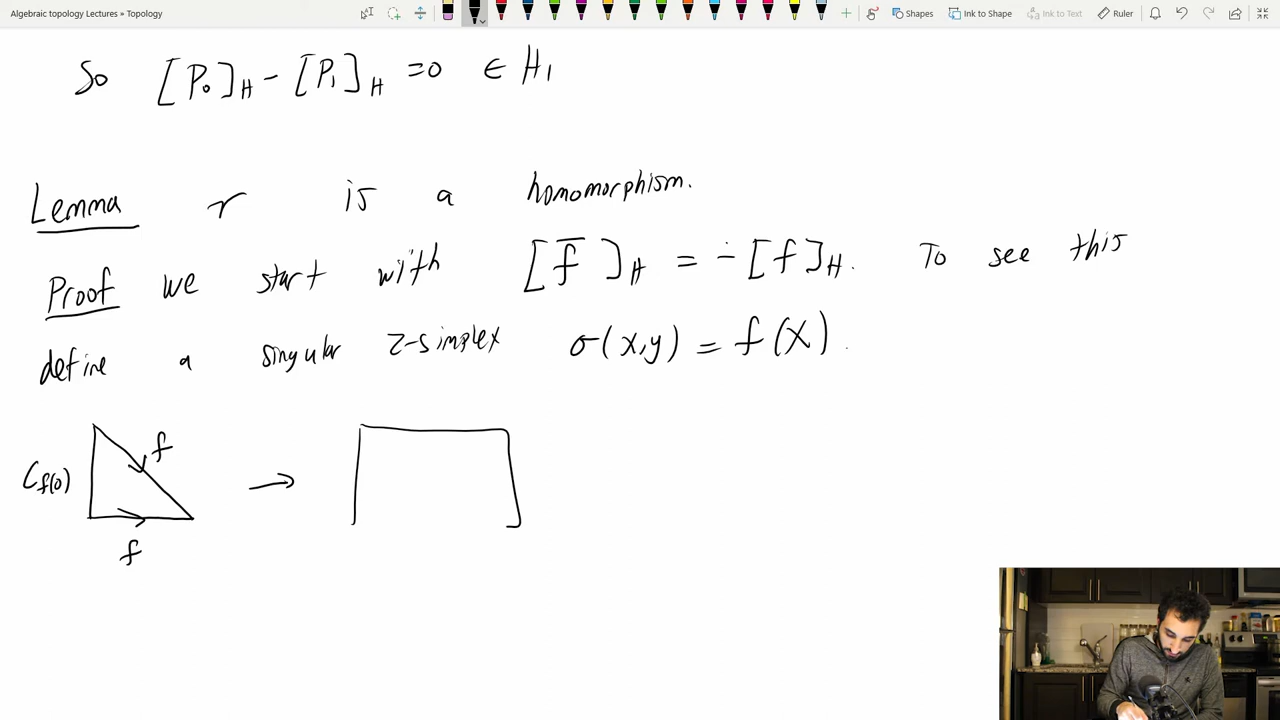 Algebraic topology Lectures » Topology
Shapes Ink to Shape Ink to Text Ruler
So [P₀]_H - [P₁]_H = 0 ∈ H₁
Lemma r is a homomorphism.
Proof we start with [f̅]_H = -[f]_H. To see this
define a singular 2-simplex σ(x,y) = f(x).
f
C_f(0)
f